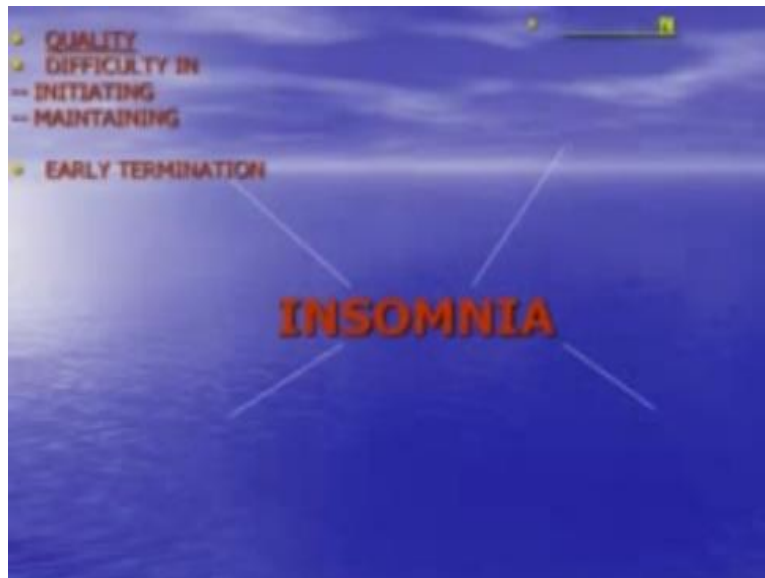 QUALITY
DIFFICULTY IN
-- INITIATING
-- MAINTAINING
EARLY TERMINATION
INSOMNIA